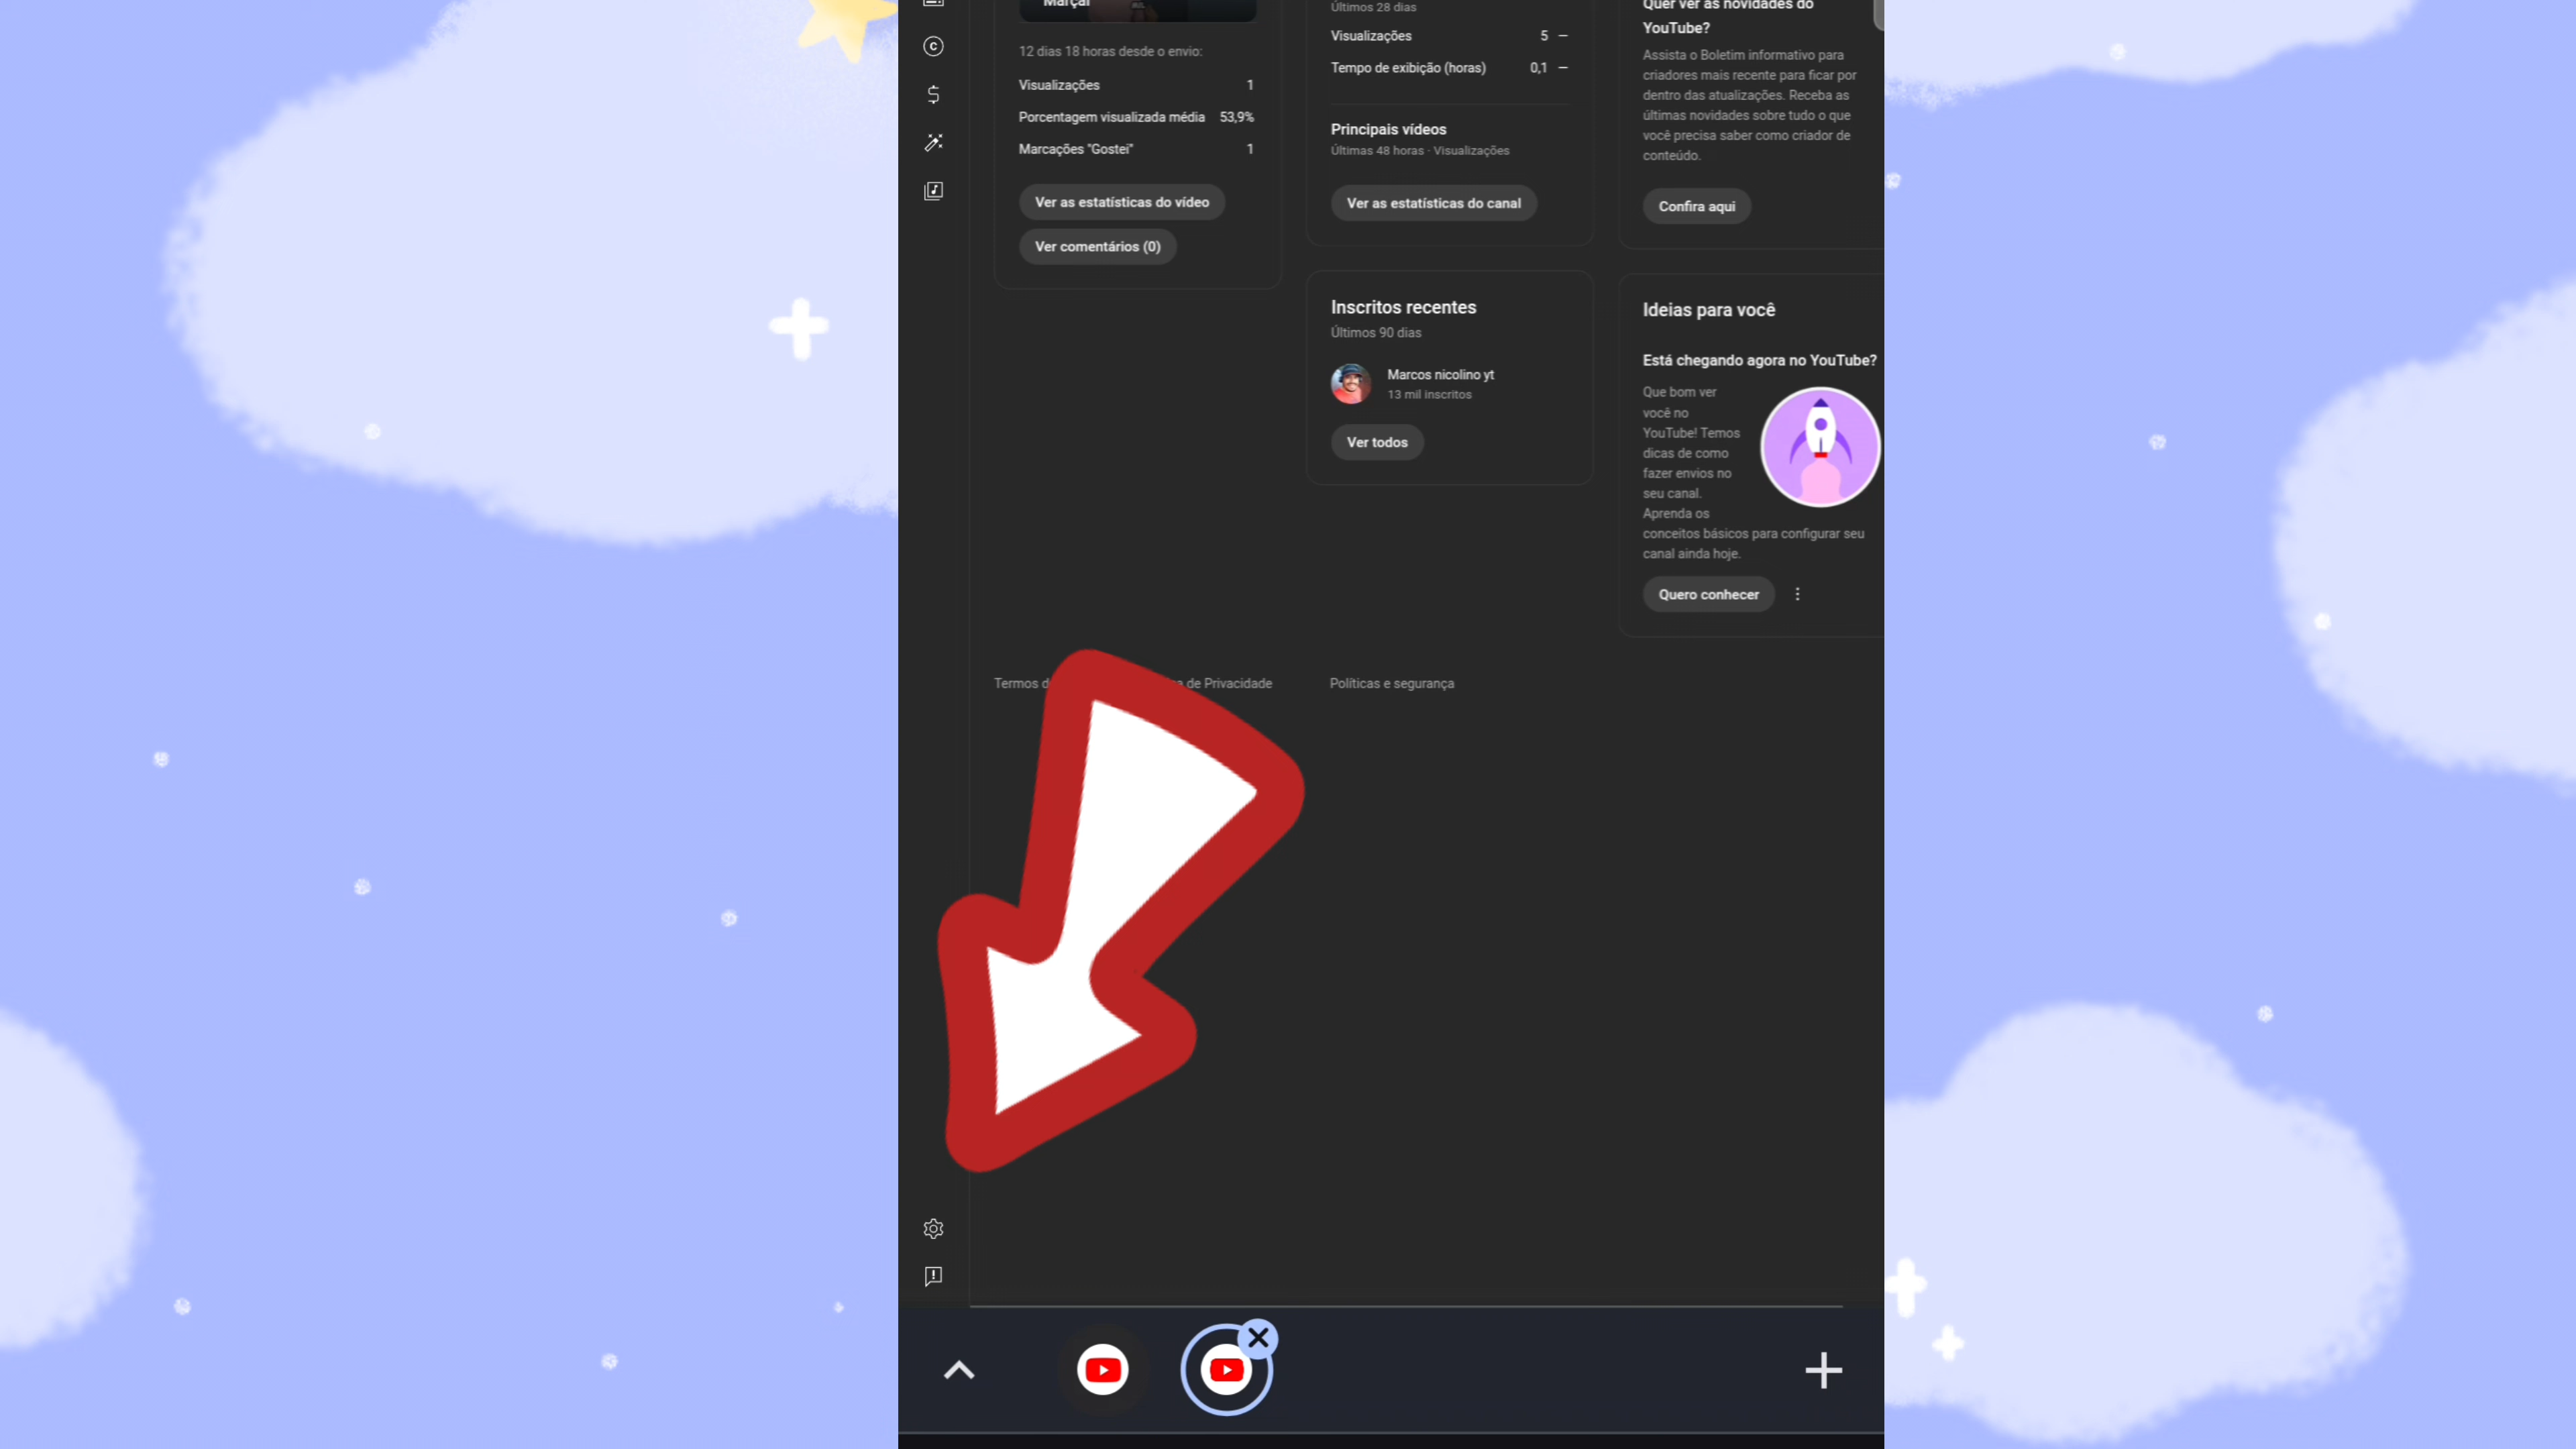 Marçal
12 dias 18 horas desde o envio:
Visualizações 1
Porcentagem visualizada média 53,9%
Marcações "Gostei" 1
Ver as estatísticas do vídeo
Ver comentários (0)
Últimos 28 dias
Visualizações 5 —
Tempo de exibição (horas) 0,1 —
Principais vídeos
Últimas 48 horas · Visualizações
Ver as estatísticas do canal
Inscritos recentes
Últimos 90 dias
Marcos nicolino yt
13 mil inscritos
Ver todos
Quer ver as novidades do
YouTube?
Assista o Boletim informativo para
criadores mais recente para ficar por
dentro das atualizações. Receba as
últimas novidades sobre tudo o que
você precisa saber como criador de
conteúdo.
Confira aqui
Ideias para você
Está chegando agora no YouTube?
Que bom ver
você no
YouTube! Temos
dicas de como
fazer envios no
seu canal.
Aprenda os
conceitos básicos para configurar seu
canal ainda hoje.
Quero conhecer
Termos de Privacidade Políticas e segurança